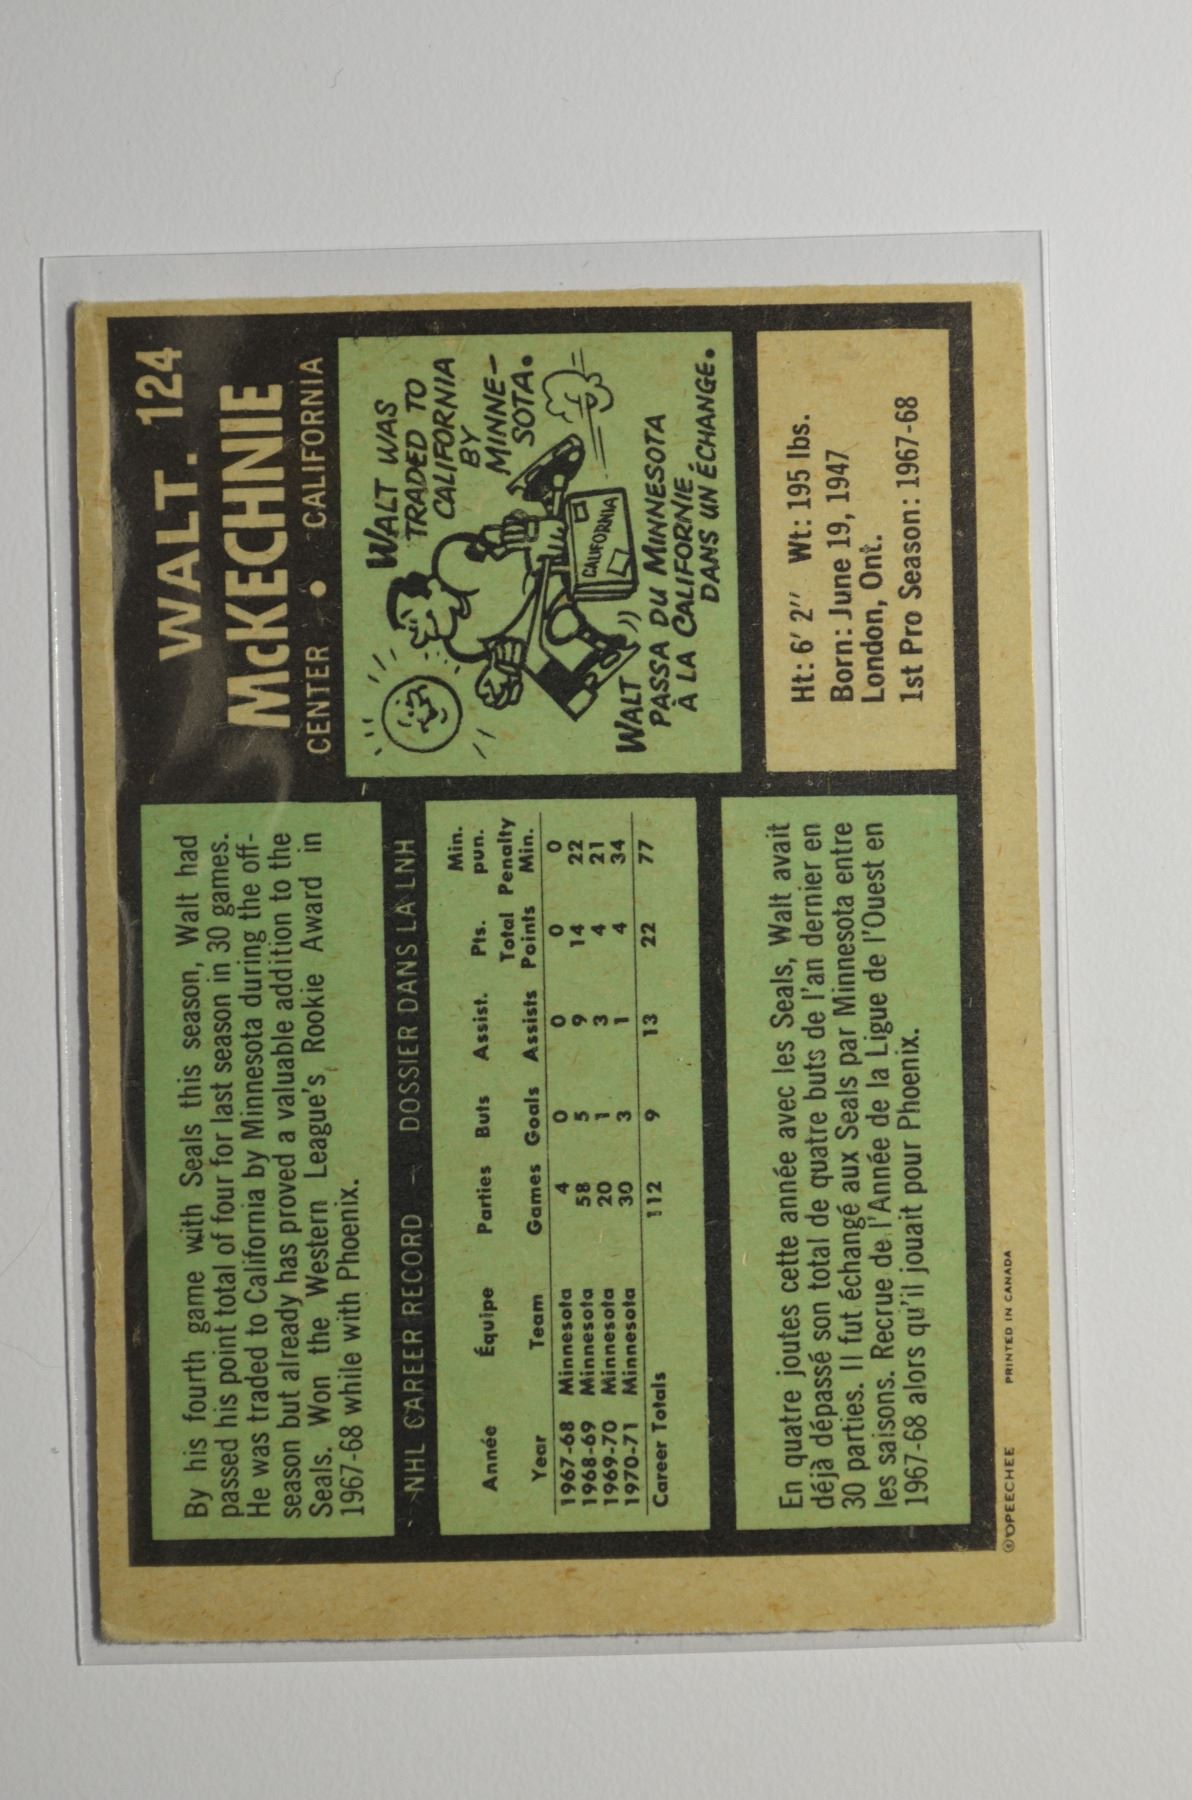 WALT. 124
McKECHNIE
CENTER • CALIFORNIA
By his fourth game with Seals this season, Walt had
passed his point total of four for last season in 30 games.
He was traded to California by Minnesota during the off-
season but already has proved a valuable addition to the
Seals. Won the Western League's Rookie Award in
1967-68 while with Phoenix.
WALT WAS
TRADED TO
CALIFORNIA
BY
MINNE-
SOTA.
CALIFORNIA
WALT
PASSA DU MINNESOTA
À LA CALIFORNIE,
DANS UN ÉCHANGE.
NHL CAREER RECORD — DOSSIER DANS LA LNH
Année Équipe Parties Buts Assist. Pts. Min. pun.
Year Team Games Goals Assists Total Points Penalty Min.
1967-68 Minnesota 4 0 0 0 0
1968-69 Minnesota 58 5 9 14 22
1969-70 Minnesota 20 1 3 4 21
1970-71 Minnesota 30 3 1 4 34
Career Totals 112 9 13 22 77
Ht: 6' 2" Wt: 195 lbs.
Born: June 19, 1947
London, Ont.
1st Pro Season: 1967-68
En quatre joutes cette année avec les Seals, Walt avait
déjà dépassé son total de quatre buts de l'an dernier en
30 parties. Il fut échangé aux Seals par Minnesota entre
les saisons. Recrue de l'Année de la Ligue de l'Ouest en
1967-68 alors qu'il jouait pour Phoenix.
© OPEECHEE PRINTED IN CANADA